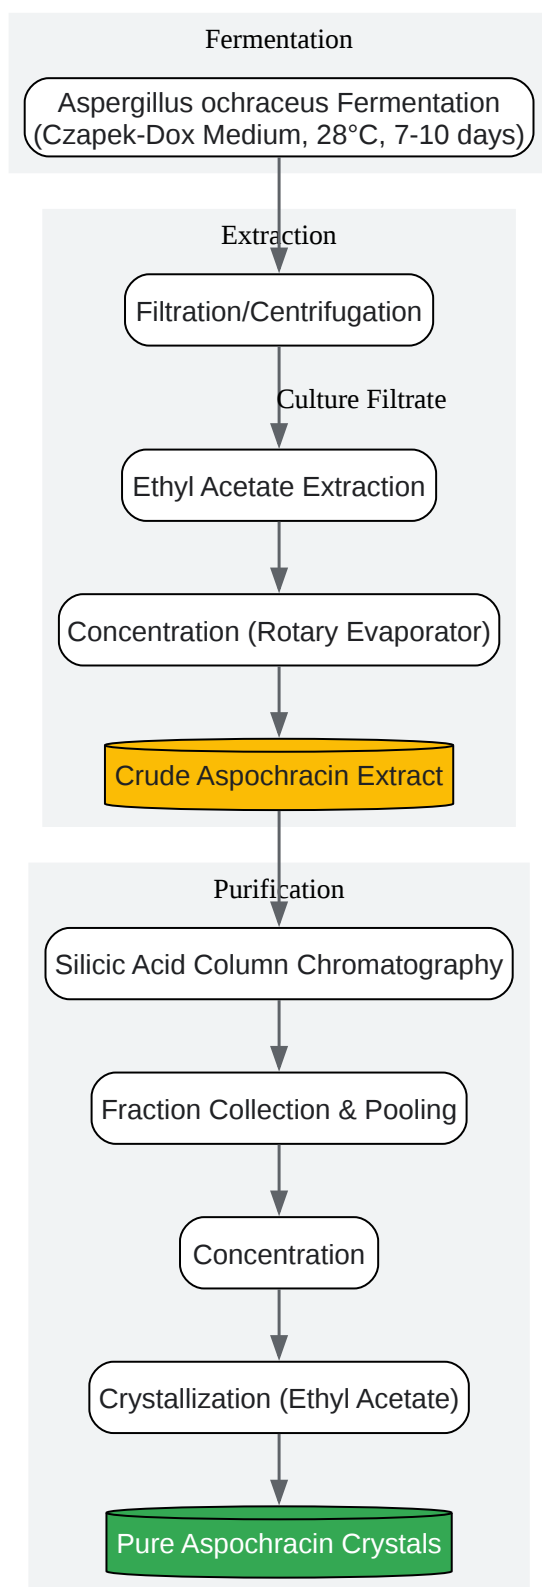 Fermentation
Aspergillus ochraceus Fermentation
(Czapek-Dox Medium, 28°C, 7-10 days)
Extraction
Filtration/Centrifugation
Culture Filtrate
Ethyl Acetate Extraction
Concentration (Rotary Evaporator)
Crude Aspochracin Extract
Purification
Silicic Acid Column Chromatography
Fraction Collection & Pooling
Concentration
Crystallization (Ethyl Acetate)
Pure Aspochracin Crystals